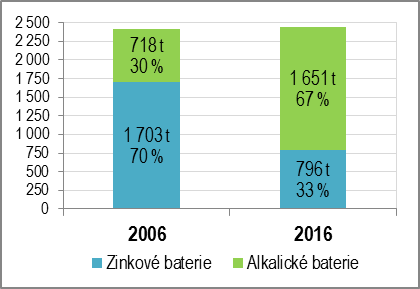 2 500
2 250
2 000
1 750
1 500
1 250
1 000
750
500
250
0
718 t
30 %
1 703 t
70 %
1 651 t
67 %
796 t
33 %
2006
2016
Zinkové baterie
Alkalické baterie